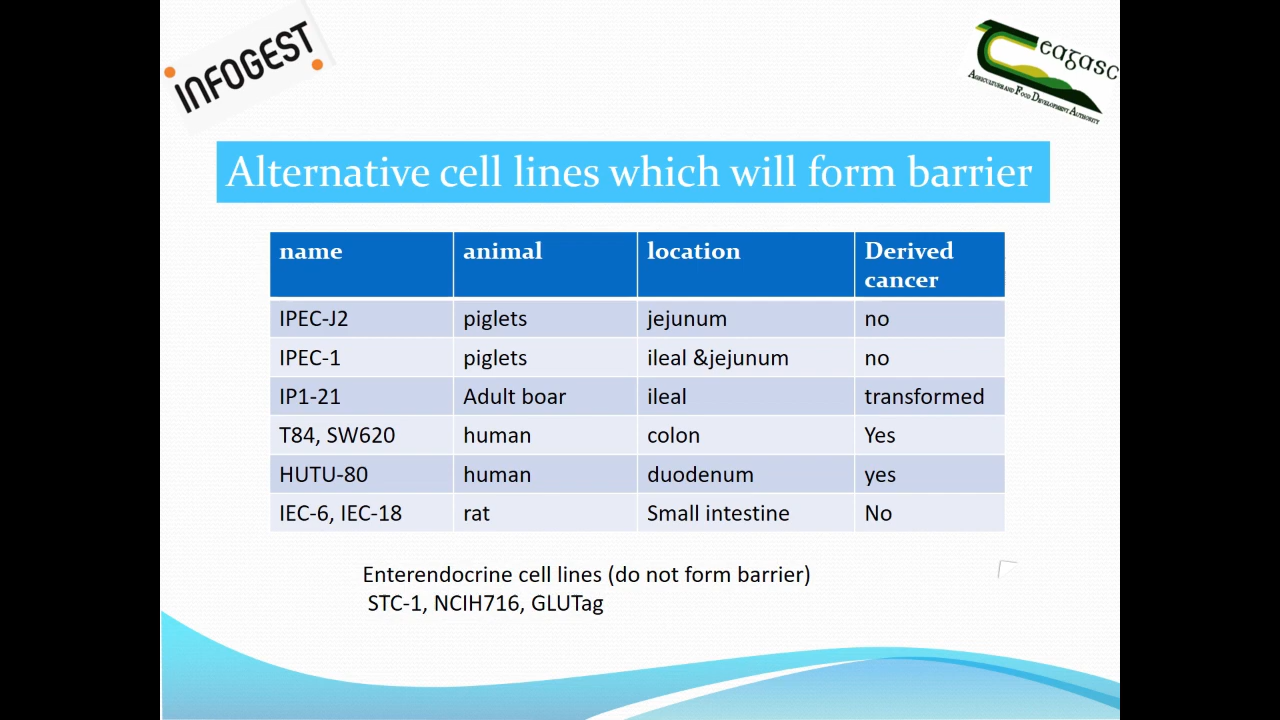 iNFOGEST
eagasc
AGRICULTURE AND FOOD DEVELOPMENT AUTHORITY
Alternative cell lines which will form barrier
name animal location Derived cancer
IPEC-J2 piglets jejunum no
IPEC-1 piglets ileal &jejunum no
IP1-21 Adult boar ileal transformed
T84, SW620 human colon Yes
HUTU-80 human duodenum yes
IEC-6, IEC-18 rat Small intestine No
Enterendocrine cell lines (do not form barrier)
STC-1, NCIH716, GLUTag